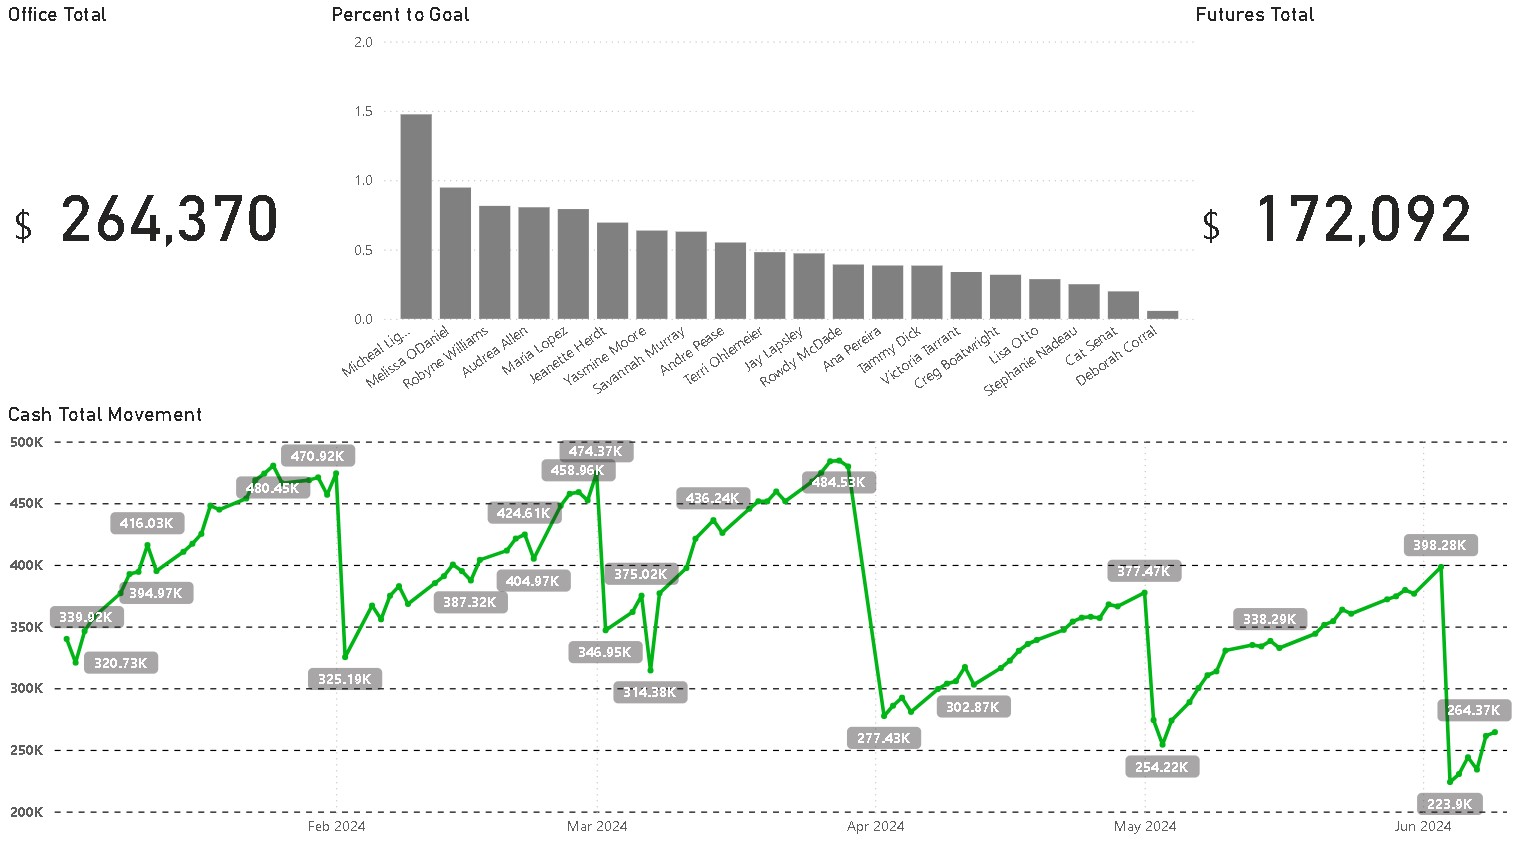 Office Total
$ 264,370
Percent to Goal
2.0
1.5
1.0
0.5
0.0
Micheal Lig...
Melissa ODaniel
Robyne Williams
Audrea Allen
Maria Lopez
Jeanette Herdt
Yasmine Moore
Savannah Murray
Andre Pease
Terri Ohlemeier
Jay Lapsley
Rowdy McDade
Ana Pereira
Tammy Dick
Victoria Tarrant
Creg Boatwright
Lisa Otto
Stephanie Nadeau
Cat Senat
Deborah Corral
Futures Total
$ 172,092
Cash Total Movement
500K
450K
400K
350K
300K
250K
200K
339.92K
320.73K
394.97K
416.03K
480.45K
470.92K
325.19K
387.32K
424.61K
404.97K
458.96K
474.37K
346.95K
375.02K
314.38K
436.24K
484.53K
277.43K
302.87K
377.47K
254.22K
338.29K
398.28K
223.9K
264.37K
Feb 2024
Mar 2024
Apr 2024
May 2024
Jun 2024